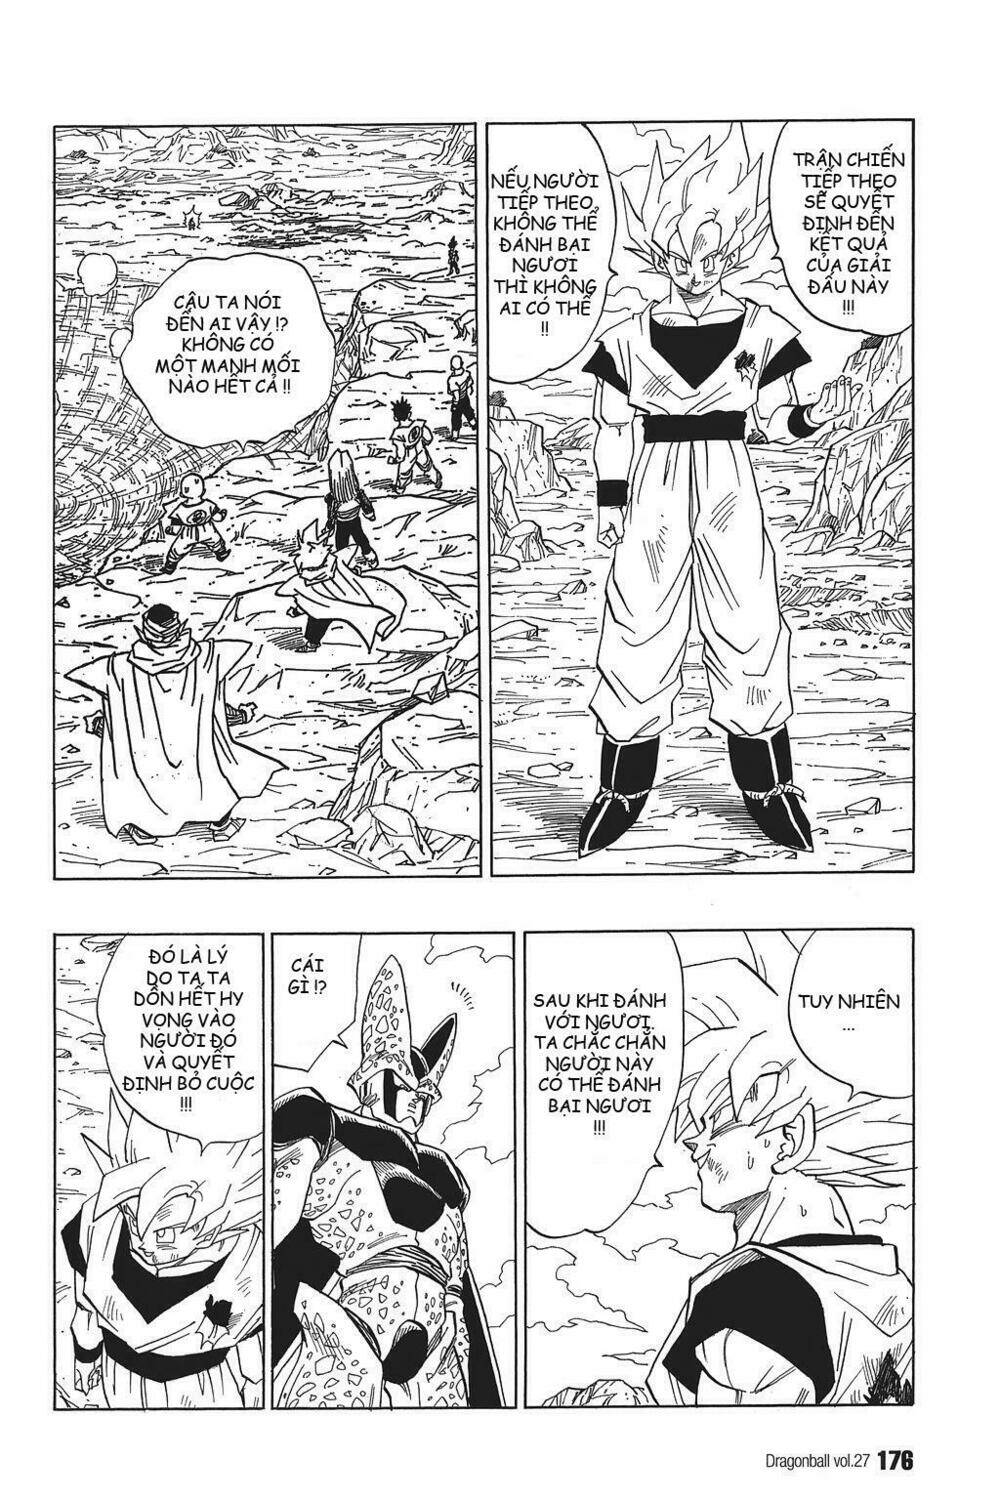 TRẬN CHIẾN
TIẾP THEO
SẼ QUYẾT
ĐỊNH ĐẾN
KẾT QUẢ
CỦA GIẢI
ĐẤU NÀY
!!!
NẾU NGƯỜI
TIẾP THEO
KHÔNG THỂ
ĐÁNH BẠI
NGƯƠI
THÌ KHÔNG
AI CÓ THỂ
!!
CẬU TA NÓI
ĐẾN AI VẬY !?
KHÔNG CÓ
MỘT MANH MỐI
NÀO HẾT CẢ !!
TUY NHIÊN
...
SAU KHI ĐÁNH
VỚI NGƯƠI,
TA CHẮC CHẮN
NGƯỜI NÀY
CÓ THỂ ĐÁNH
BẠI NGƯƠI
!!!
CÁI
GÌ !?
ĐÓ LÀ LÝ
DO TA TA
DỒN HẾT HY
VỌNG VÀO
NGƯỜI ĐÓ
VÀ QUYẾT
ĐỊNH BỎ CUỘC
!!!
Dragonball vol.27 176